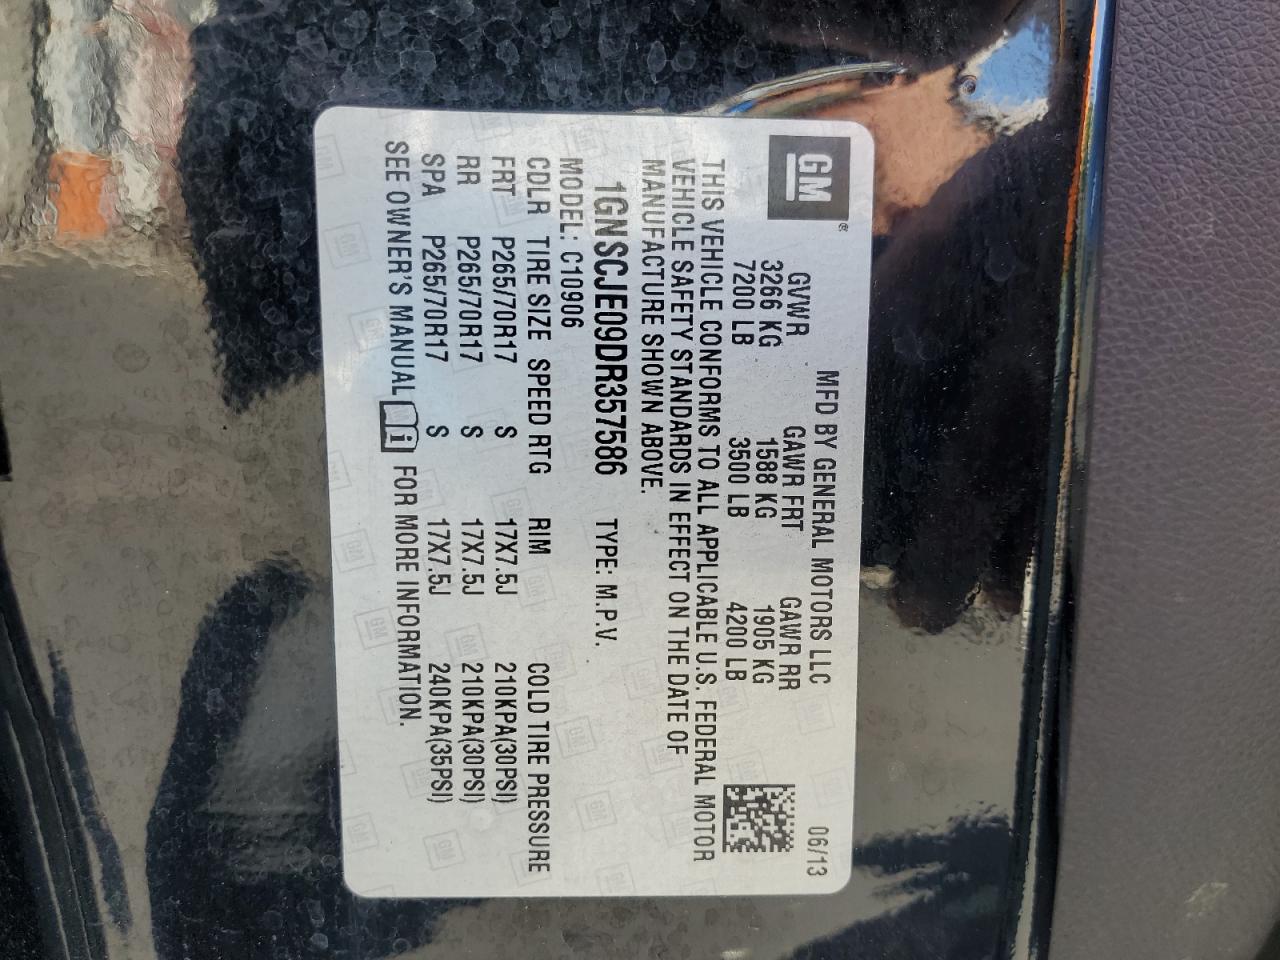 GM®
MFD BY GENERAL MOTORS LLC 06/13
GVWR GAWR FRT GAWR RR
3266 KG 1588 KG 1905 KG
7200 LB 3500 LB 4200 LB
THIS VEHICLE CONFORMS TO ALL APPLICABLE U.S. FEDERAL MOTOR
VEHICLE SAFETY STANDARDS IN EFFECT ON THE DATE OF
MANUFACTURE SHOWN ABOVE.
1GNSCJE09DR357586 TYPE: M.P.V.
MODEL: C10906
CDLR TIRE SIZE SPEED RTG RIM COLD TIRE PRESSURE
FRT P265/70R17 S 17X7.5J 210KPA(30PSI)
RR P265/70R17 S 17X7.5J 210KPA(30PSI)
SPA P265/70R17 S 17X7.5J 240KPA(35PSI)
SEE OWNER'S MANUAL i FOR MORE INFORMATION.